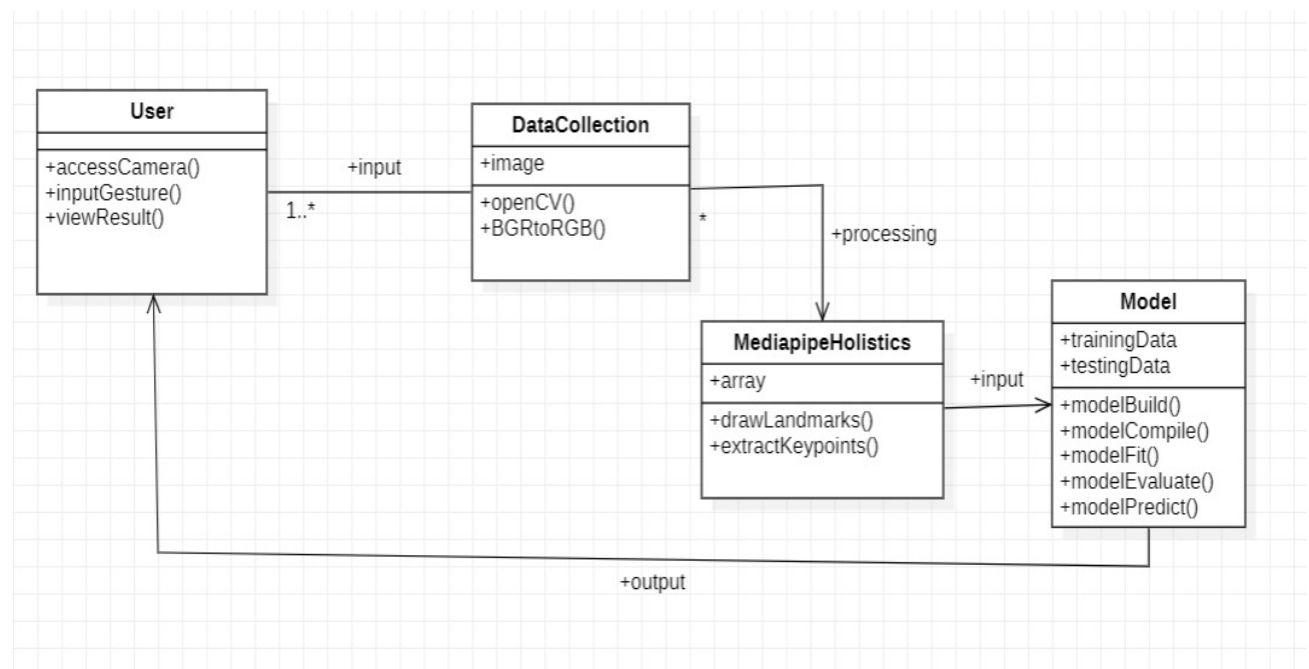 User
+accessCamera()
+inputGesture()
+viewResult()
+input
1..*
DataCollection
+image
+openCV()
+BGRtoRGB()
*
+processing
MediapipeHolistics
+array
+drawLandmarks()
+extractKeypoints()
+input
Model
+trainingData
+testingData
+modelBuild()
+modelCompile()
+modelFit()
+modelEvaluate()
+modelPredict()
+output